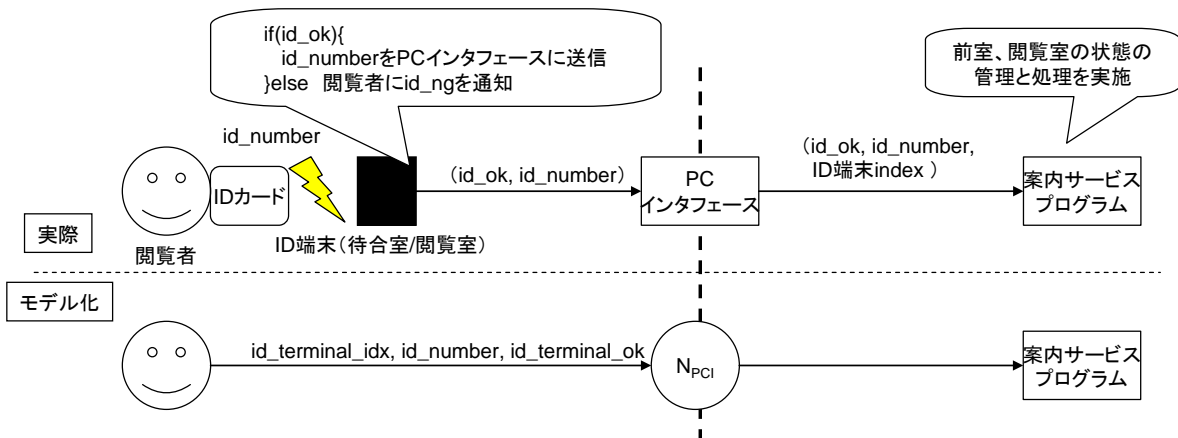 if(id_ok){
id_numberをPCインタフェースに送信
}else 閲覧者にid_ngを通知
前室、閲覧室の状態の
管理と処理を実施
id_number
IDカード
(id_ok, id_number)
PC
インタフェース
(id_ok, id_number,
ID端末index )
案内サービス
プログラム
実際
閲覧者
ID端末(待合室/閲覧室)
モデル化
id_terminal_idx, id_number, id_terminal_ok
NPCI
案内サービス
プログラム